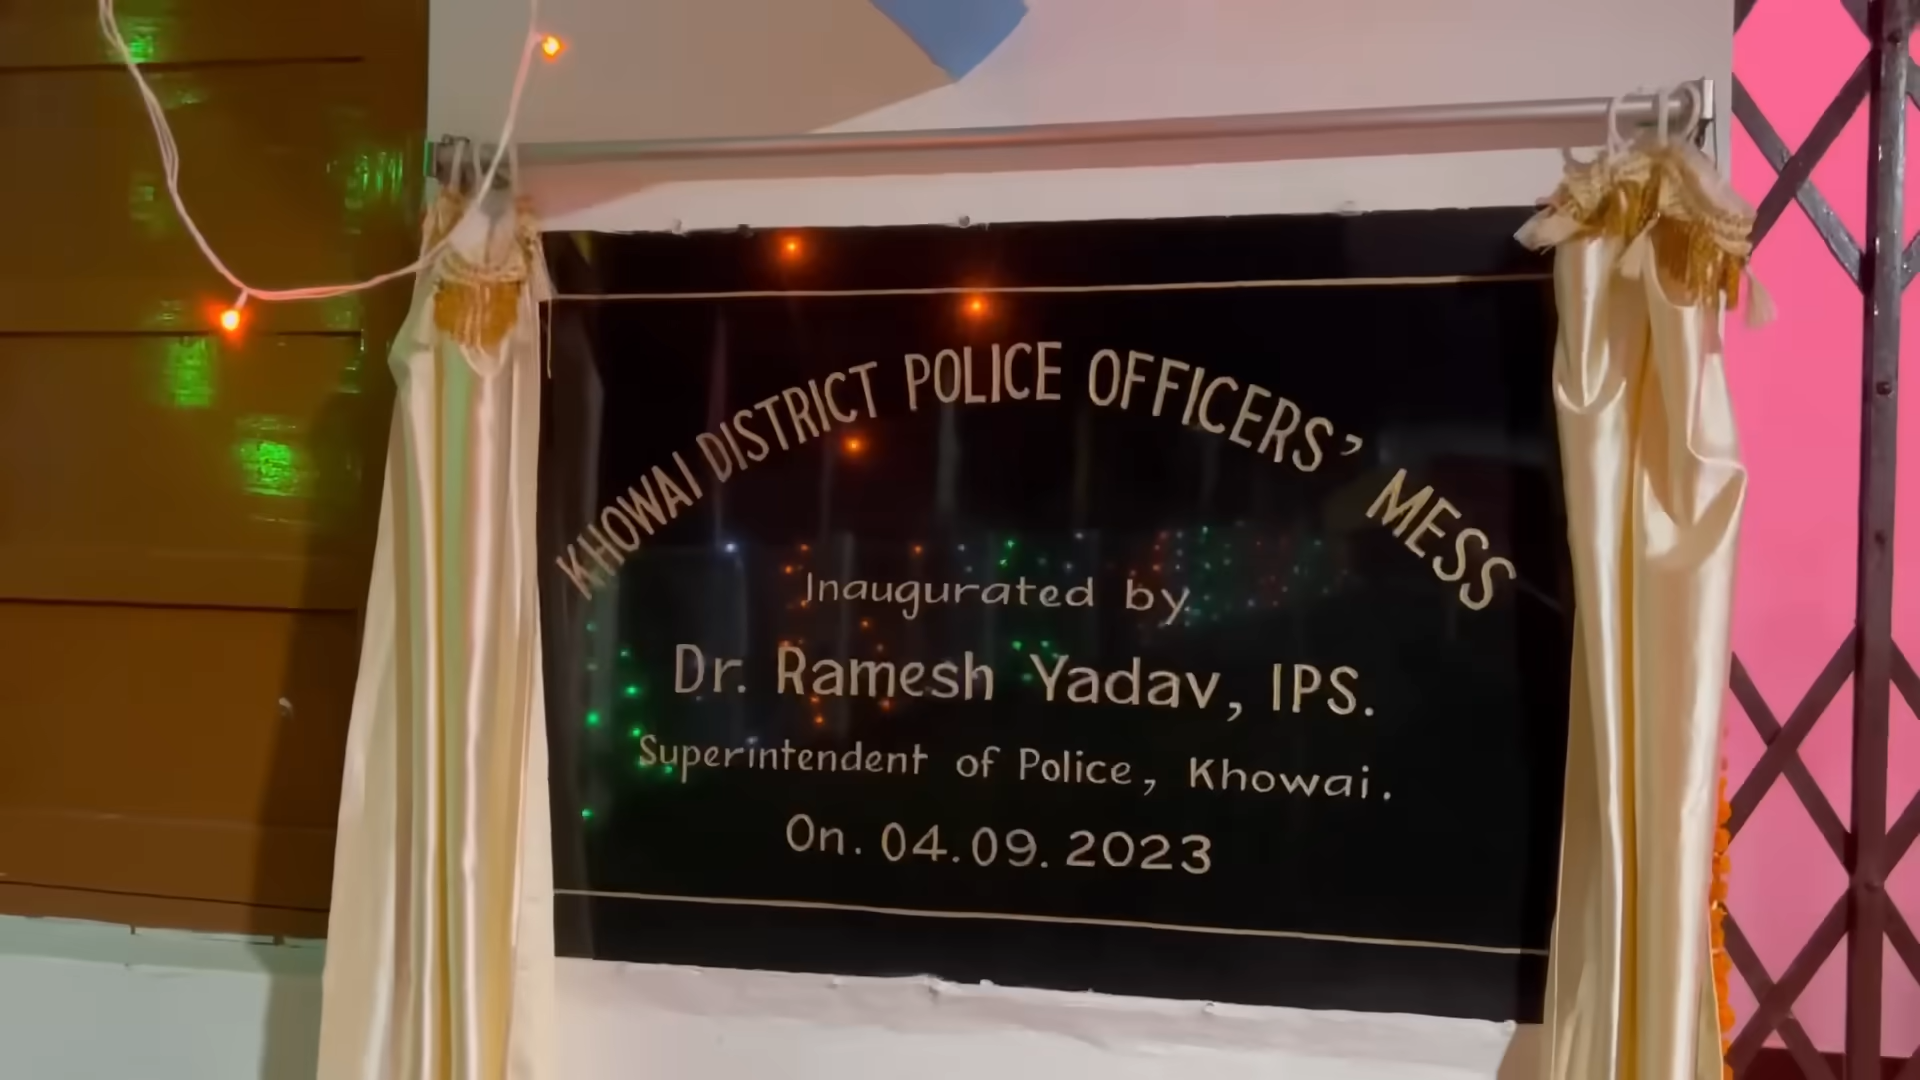 KHOWAI DISTRICT POLICE OFFICERS' MESS
Inaugurated by
Dr. Ramesh Yadav, IPS.
Superintendent of Police, Khowai.
On. 04.09.2023